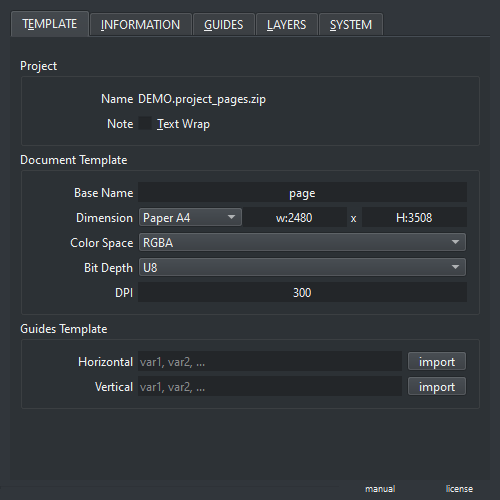 TEMPLATE INFORMATION GUIDES LAYERS SYSTEM
Project
Name DEMO.project_pages.zip
Note Text Wrap
Document Template
Base Name page
Dimension Paper A4 w:2480 x H:3508
Color Space RGBA
Bit Depth U8
DPI 300
Guides Template
Horizontal var1, var2, ... import
Vertical var1, var2, ... import
manual license